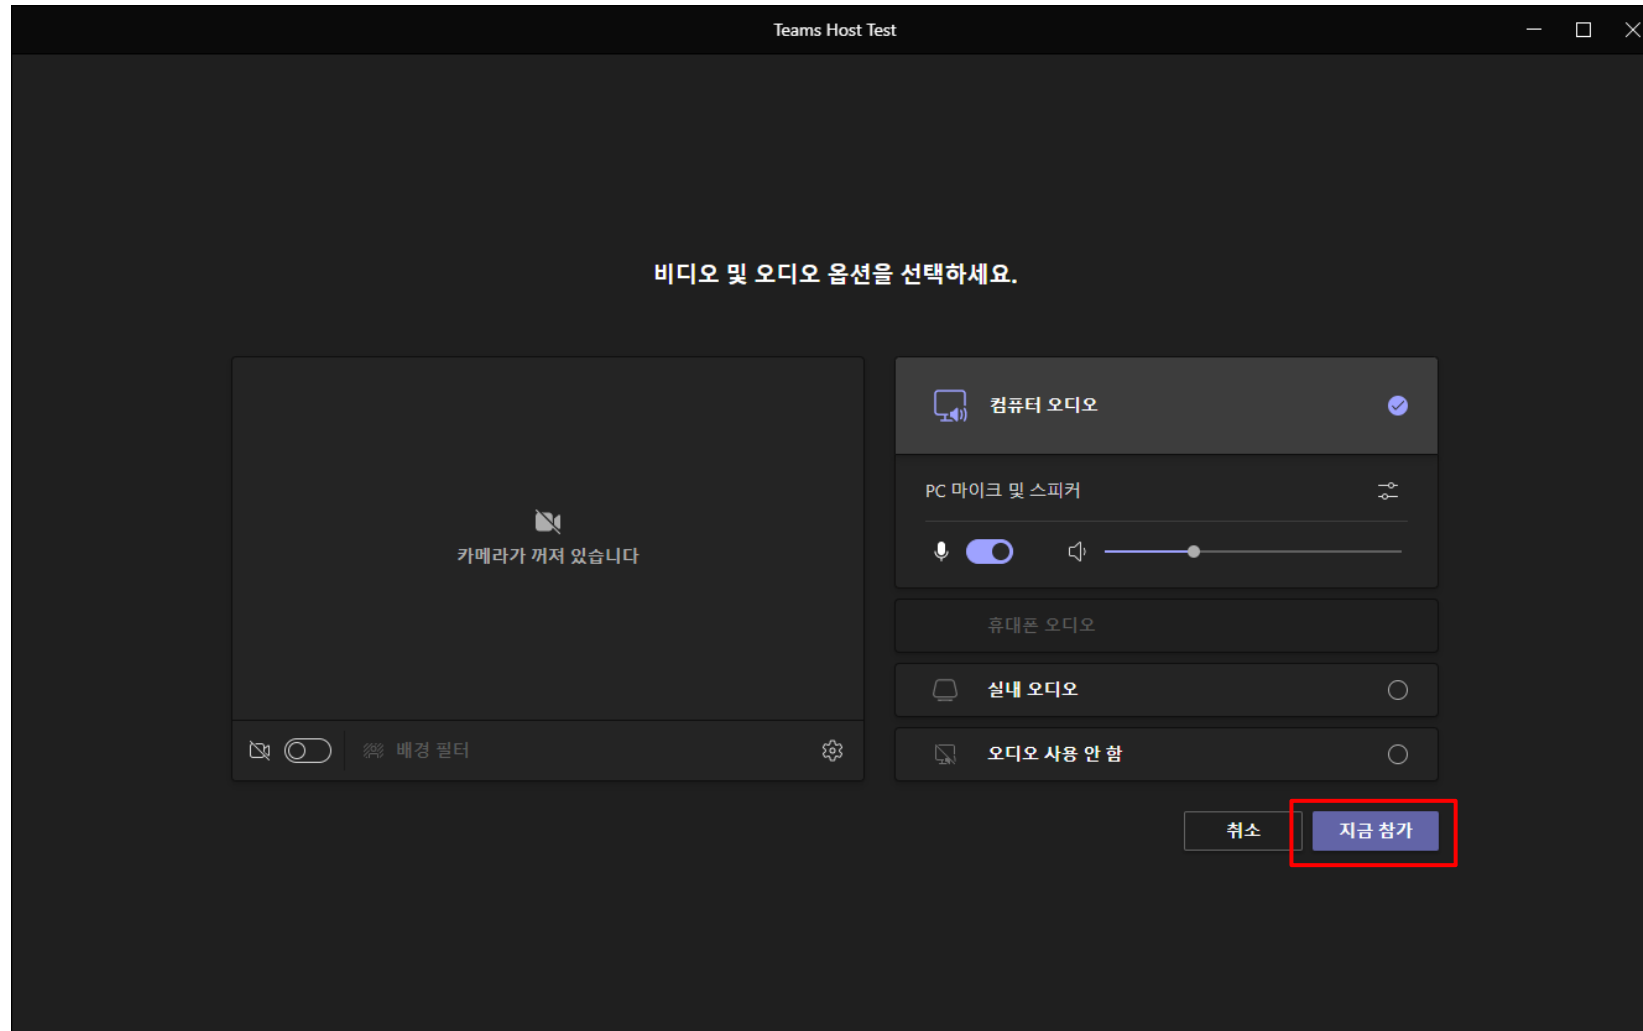 Teams Host Test
비디오 및 오디오 옵션을 선택하세요.
카메라가 꺼져 있습니다
배경 필터
컴퓨터 오디오
PC 마이크 및 스피커
휴대폰 오디오
실내 오디오
오디오 사용 안 함
취소
지금 참가